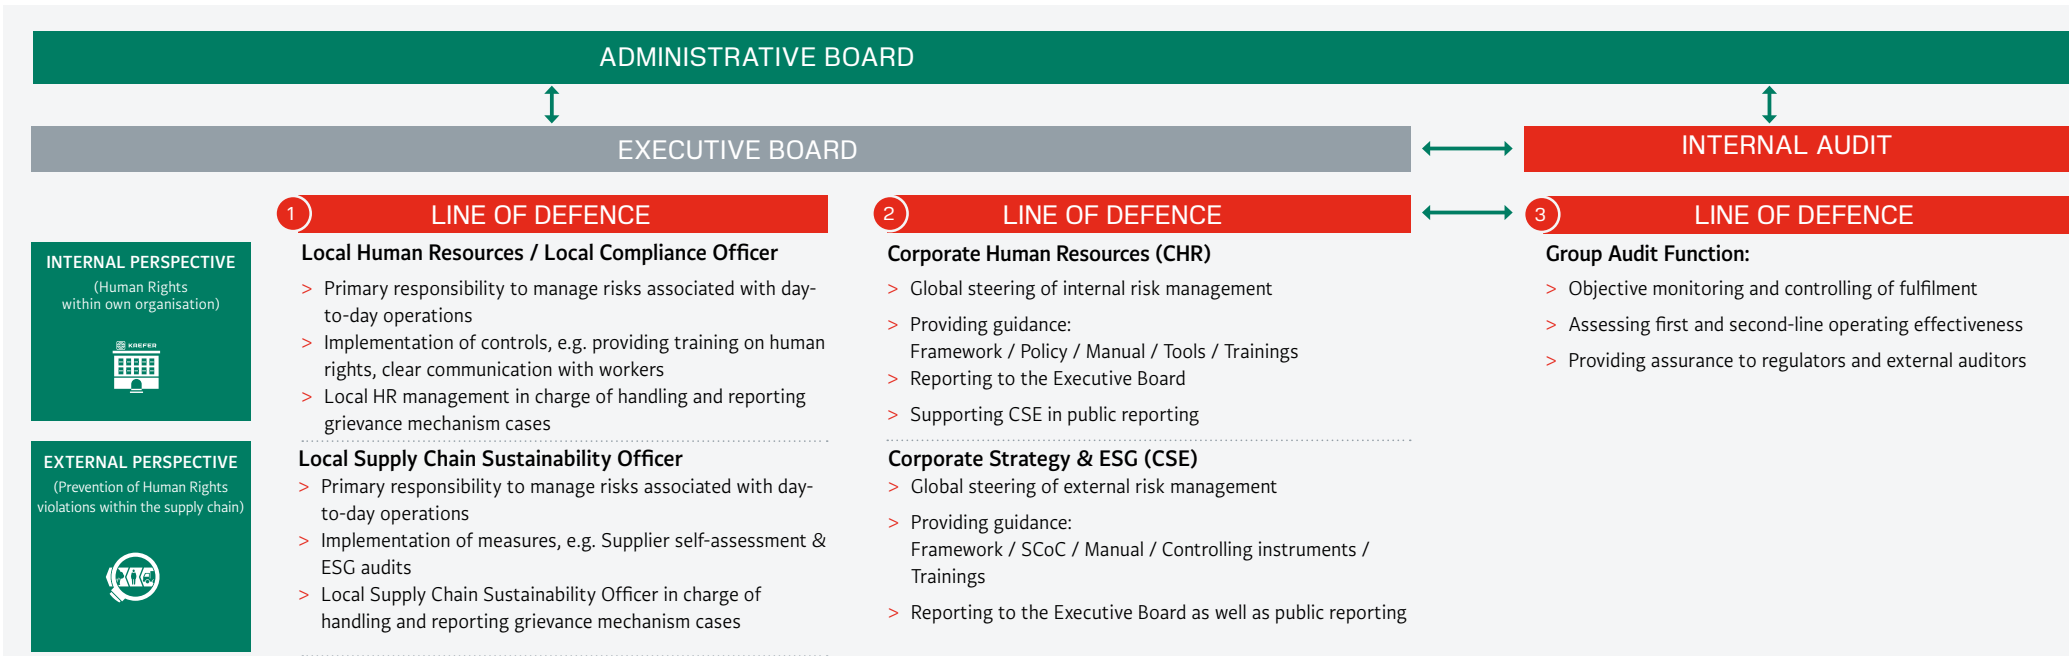 ADMINISTRATIVE BOARD
EXECUTIVE BOARD
INTERNAL AUDIT
1 LINE OF DEFENCE
2 LINE OF DEFENCE
3 LINE OF DEFENCE
INTERNAL PERSPECTIVE
(Human Rights
within own organisation)
KAEFER
Local Human Resources / Local Compliance Officer
> Primary responsibility to manage risks associated with day-
to-day operations
> Implementation of controls, e.g. providing training on human
rights, clear communication with workers
> Local HR management in charge of handling and reporting
grievance mechanism cases
Corporate Human Resources (CHR)
> Global steering of internal risk management
> Providing guidance:
Framework / Policy / Manual / Tools / Trainings
> Reporting to the Executive Board
> Supporting CSE in public reporting
Group Audit Function:
> Objective monitoring and controlling of fulfilment
> Assessing first and second-line operating effectiveness
> Providing assurance to regulators and external auditors
EXTERNAL PERSPECTIVE
(Prevention of Human Rights
violations within the supply chain)
Local Supply Chain Sustainability Officer
> Primary responsibility to manage risks associated with day-
to-day operations
> Implementation of measures, e.g. Supplier self-assessment &
ESG audits
> Local Supply Chain Sustainability Officer in charge of
handling and reporting grievance mechanism cases
Corporate Strategy & ESG (CSE)
> Global steering of external risk management
> Providing guidance:
Framework / SCoC / Manual / Controlling instruments /
Trainings
> Reporting to the Executive Board as well as public reporting